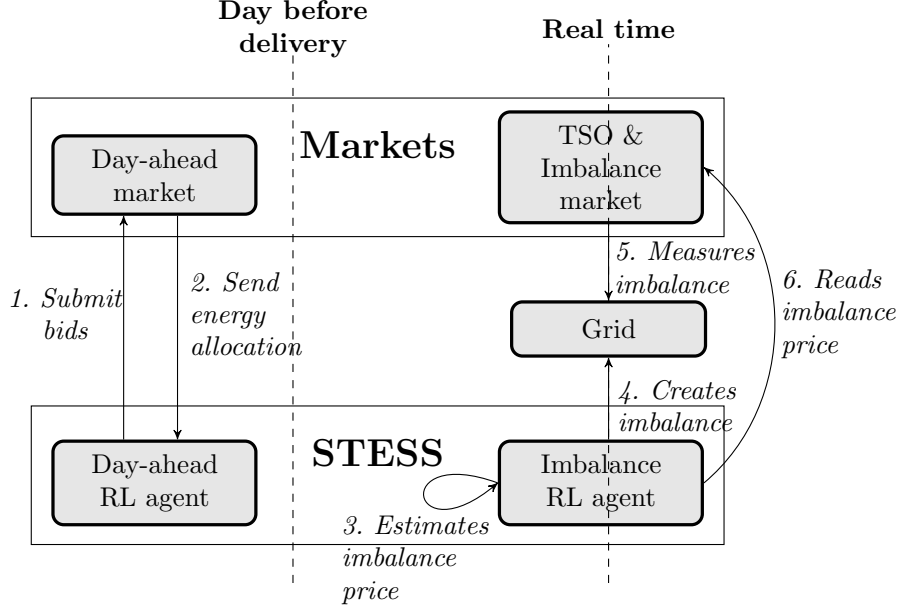 Day before
delivery
Real time
Markets
Day-ahead
market
TSO &
Imbalance
market
1. Submit
bids
2. Send
energy
allocation
5. Measures
imbalance
6. Reads
imbalance
price
Grid
4. Creates
imbalance
STESS
Day-ahead
RL agent
Imbalance
RL agent
3. Estimates
imbalance
price